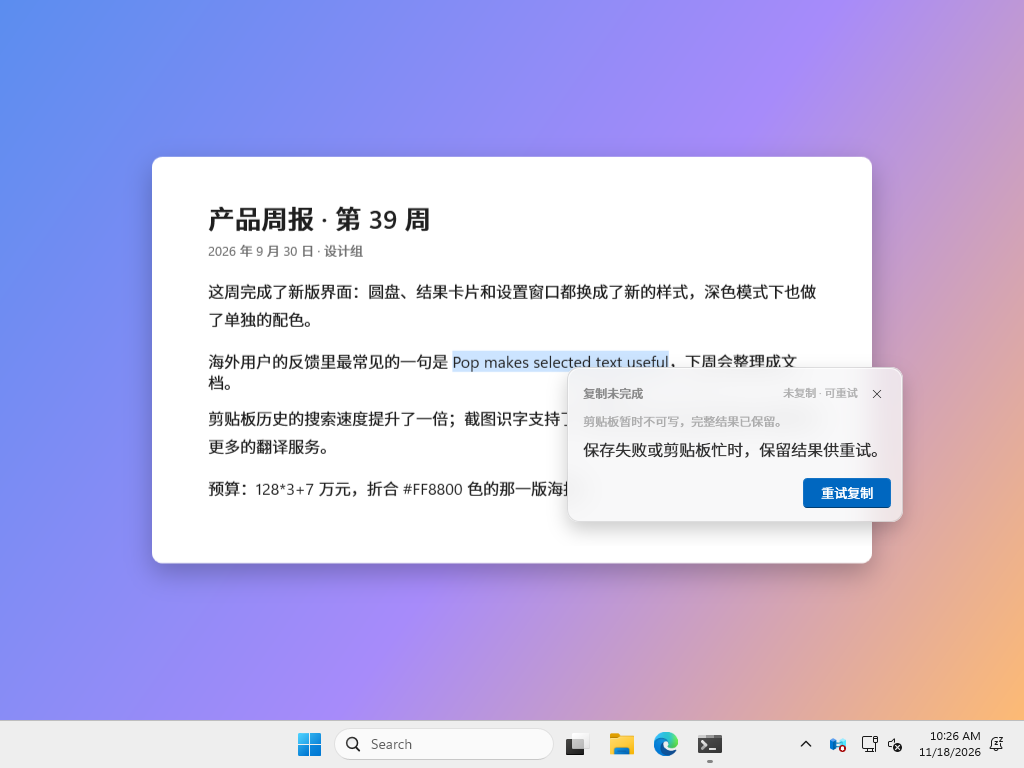 产品周报 · 第 39 周
2026 年 9 月 30 日 · 设计组
这周完成了新版界面：圆盘、结果卡片和设置窗口都换成了新的样式，深色模式下也做
了单独的配色。
海外用户的反馈里最常见的一句是 Pop makes selected text useful，下周会整理成文
档。
剪贴板历史的搜索速度提升了一倍；截图识字支持
更多的翻译服务。
预算：128*3+7 万元，折合 #FF8800 色的那一版海
复制未完成
未复制 · 可重试
剪贴板暂时不可写，完整结果已保留。
保存失败或剪贴板忙时，保留结果供重试。
重试复制
Search
10:26 AM
11/18/2026